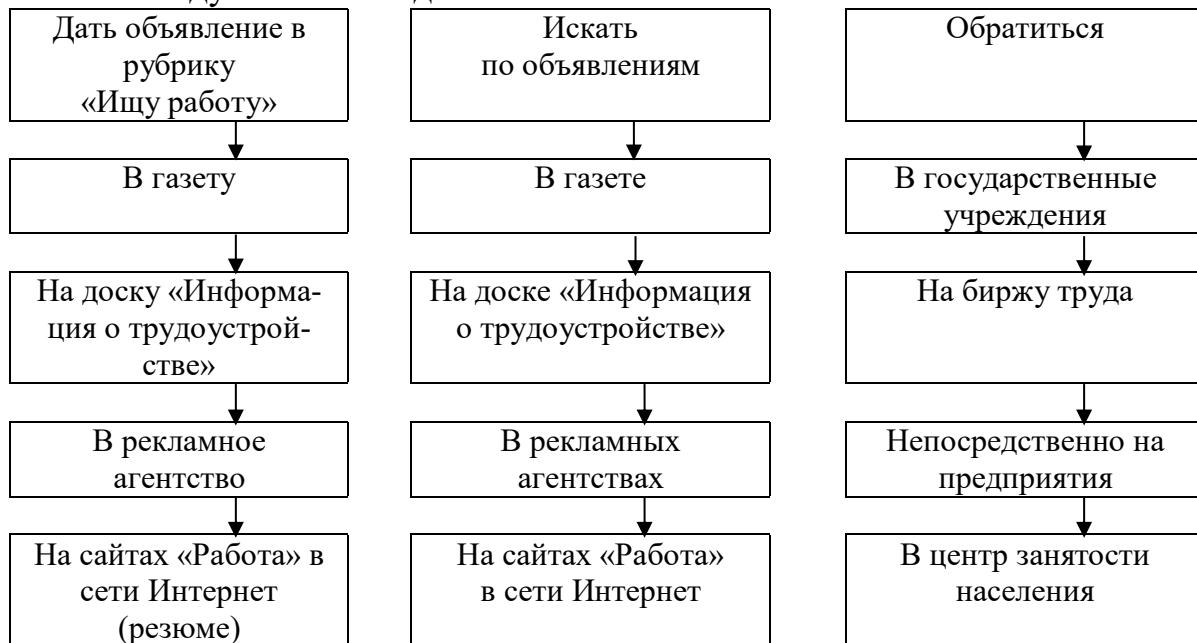 Дать объявление в
рубрику
«Ищу работу»
В газету
На доску «Информа-
ция о трудоустрой-
стве»
В рекламное
агентство
На сайтах «Работа» в
сети Интернет
(резюме)
Искать
по объявлениям
В газете
На доске «Информация
о трудоустройстве»
В рекламных
агентствах
На сайтах «Работа»
в сети Интернет
Обратиться
В государственные
учреждения
На биржу труда
Непосредственно на
предприятия
В центр занятости
населения